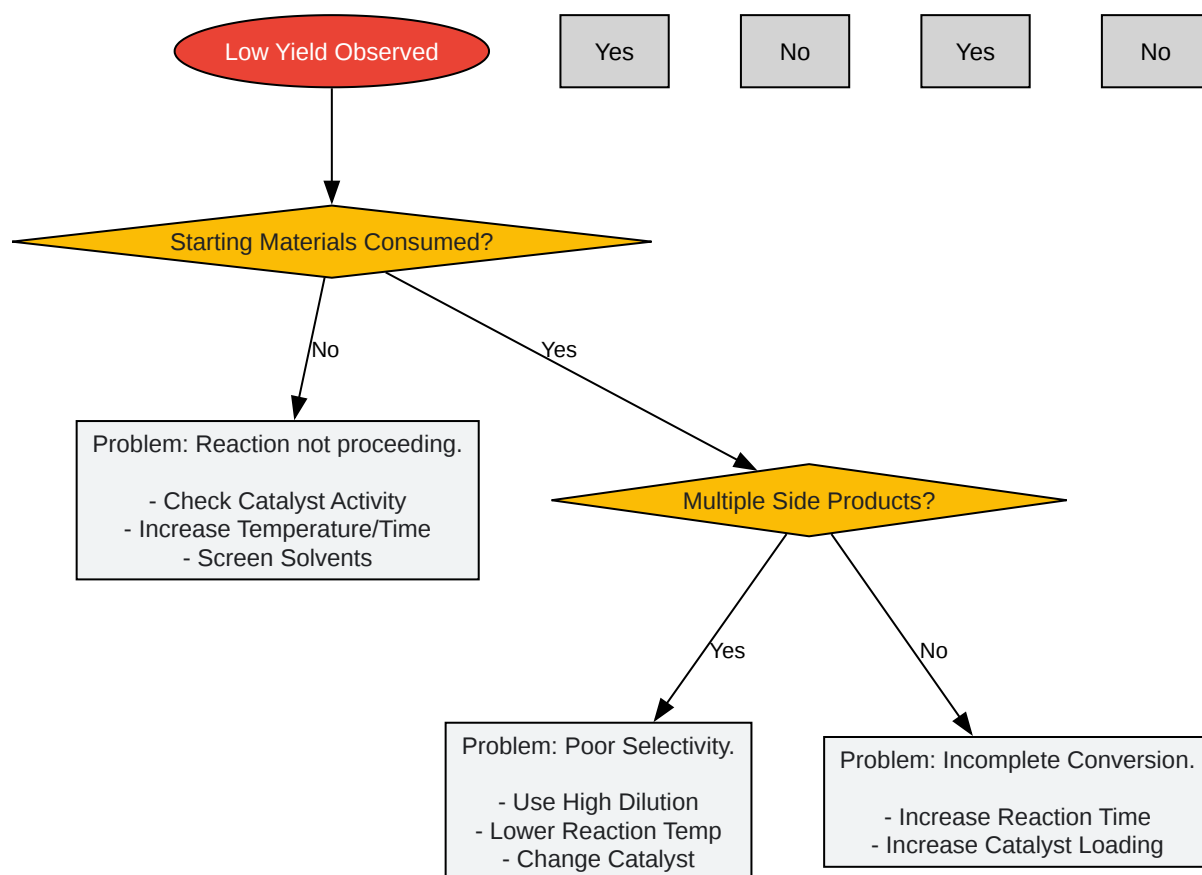 Low Yield Observed
Yes
No
Yes
No
Starting Materials Consumed?
No
Yes
Problem: Reaction not proceeding.
- Check Catalyst Activity
- Increase Temperature/Time
- Screen Solvents
Multiple Side Products?
Yes
No
Problem: Poor Selectivity.
- Use High Dilution
- Lower Reaction Temp
- Change Catalyst
Problem: Incomplete Conversion.
- Increase Reaction Time
- Increase Catalyst Loading